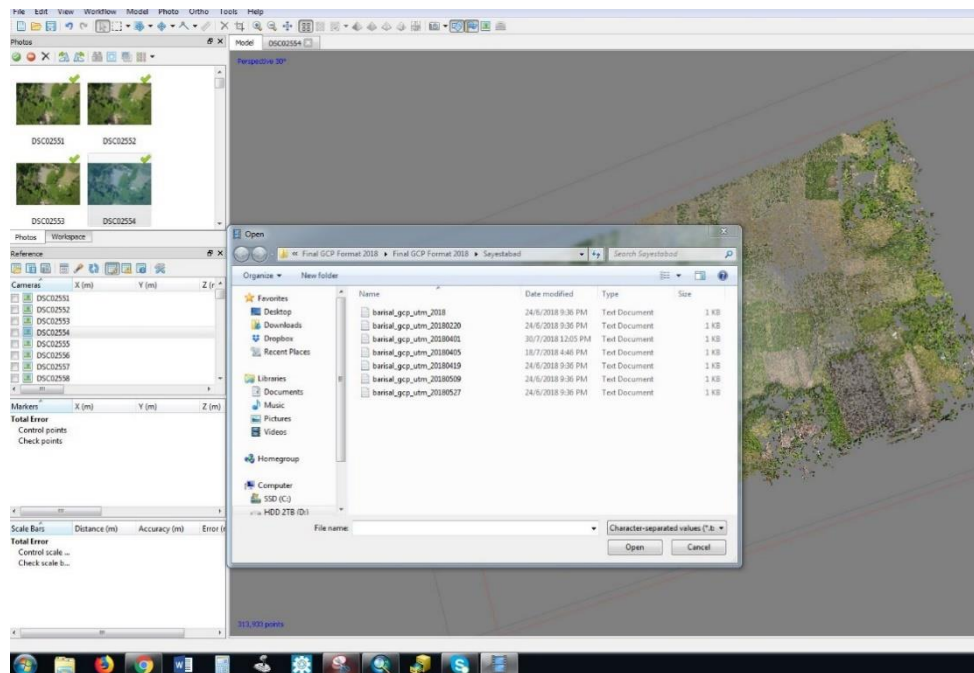 File Edit View Workflow Model Photo Ortho Tools Help
Photos
Model DSC02554
Perspective 30°
DSC02551 DSC02552
DSC02553 DSC02554
Photos Workspace
Reference
Cameras X (m) Y (m) Z (r
DSC02551
DSC02552
DSC02553
DSC02554
DSC02555
DSC02556
DSC02557
DSC02558
Markers X (m) Y (m) Z (m)
Total Error
Control points
Check points
Scale Bars Distance (m) Accuracy (m) Error (r
Total Error
Control scale ...
Check scale b...
Open
Final GCP Format 2018 Final GCP Format 2018 Sayestabad
Search Sayestabad
Organize New folder
Favorites
Desktop
Downloads
Dropbox
Recent Places
Libraries
Documents
Music
Pictures
Videos
Homegroup
Computer
SSD (C:)
HDD 2TB (D:)
Name Date modified Type Size
barisal_gcp_utm_2018 24/6/2018 9:36 PM Text Document 1 KB
barisal_gcp_utm_20180220 24/6/2018 9:36 PM Text Document 1 KB
barisal_gcp_utm_20180401 30/7/2018 12:05 PM Text Document 1 KB
barisal_gcp_utm_20180405 18/7/2018 4:46 PM Text Document 1 KB
barisal_gcp_utm_20180419 24/6/2018 9:36 PM Text Document 1 KB
barisal_gcp_utm_20180509 24/6/2018 9:36 PM Text Document 1 KB
barisal_gcp_utm_20180527 24/6/2018 9:36 PM Text Document 1 KB
File name: Character-separated values (*.t
Open Cancel
313,933 points